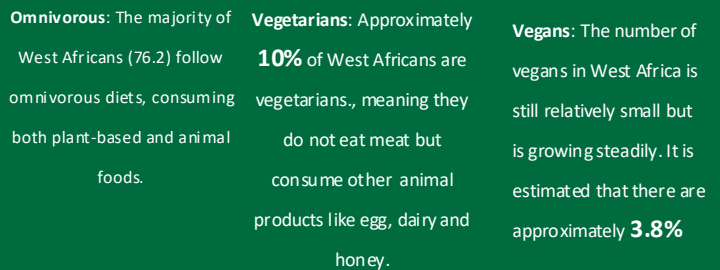 Omnivorous: The majority of
West Africans (76.2) follow
omnivorous diets, consuming
both plant-based and animal
foods.
Vegetarians: Approximately
10% of West Africans are
vegetarians., meaning they
do not eat meat but
consume other animal
products like egg, dairy and
honey.
Vegans: The number of
vegans in West Africa is
still relatively small but
is growing steadily. It is
estimated that there are
approximately 3.8%